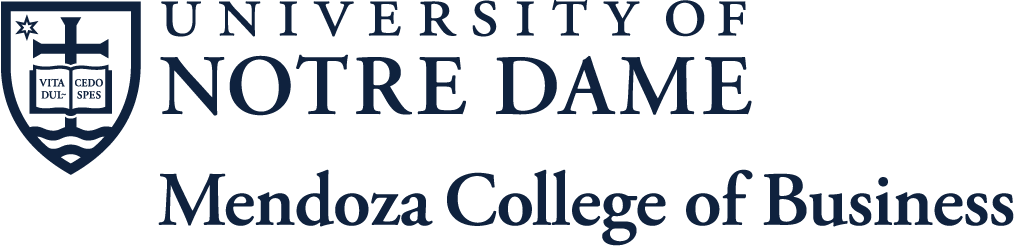 UNIVERSITY OF
NOTRE DAME
VITA CEDO
DUL- SPES
Mendoza College of Business